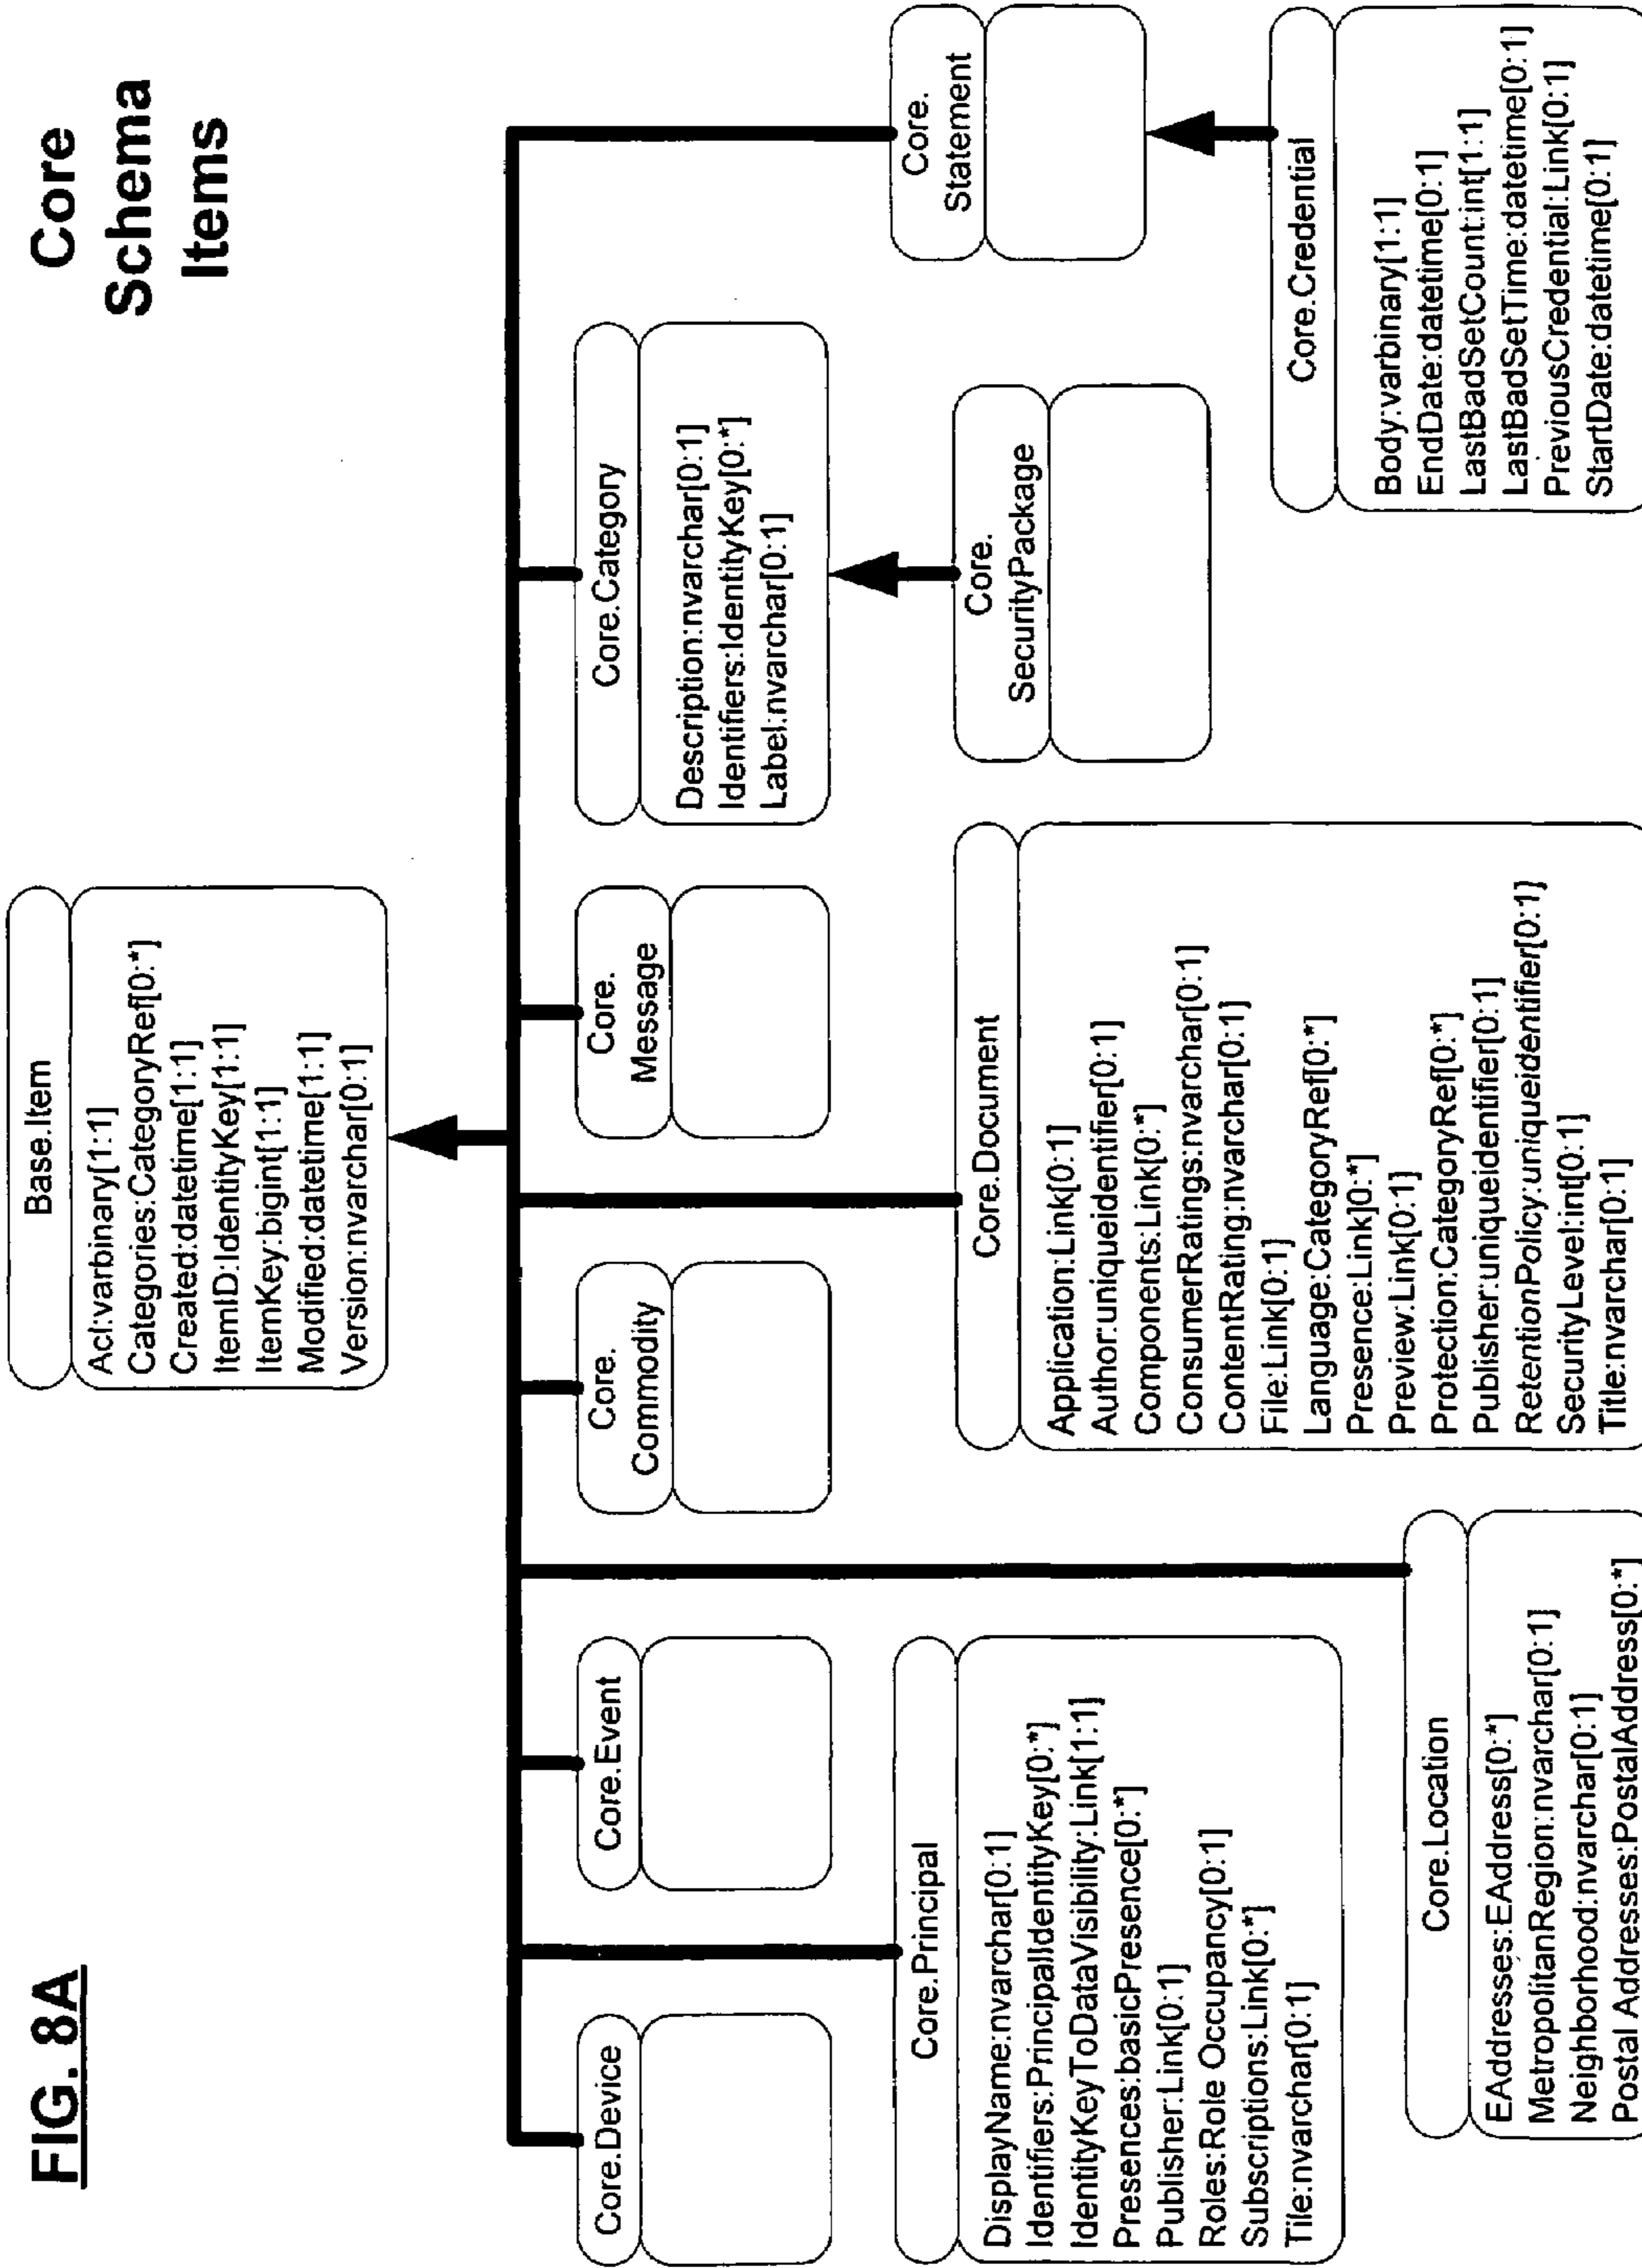 FIG. 8A
Core
Schema
Items
Base.Item
Acl:varbinary[1:1]
Categories:CategoryRef[0:*]
Created:datetime[1:1]
ItemID:IdentityKey[1:1]
ItemKey:bigint[1:1]
Modified:datetime[1:1]
Version:nvarchar[0:1]
Core.Device
Core.Event
Core.
Commodity
Core.
Message
Core.Category
Description:nvarchar[0:1]
Identifiers:IdentityKey[0:*]
Label:nvarchar[0:1]
Core.Principal
DisplayName:nvarchar[0:1]
Identifiers:PrincipalIdentityKey[0:*]
IdentityKeyToDataVisibility:Link[1:1]
Presences:basicPresence[0:*]
Publisher:Link[0:1]
Roles:Role Occupancy[0:1]
Subscriptions:Link[0:*]
Tile:nvarchar[0:1]
Core.Document
Application:Link[0:1]
Author:uniqueidentifier[0:1]
Components:Link[0:*]
ConsumerRatings:nvarchar[0:1]
ContentRating:nvarchar[0:1]
File:Link[0:1]
Language:CategoryRef[0:*]
Presence:Link[0:*]
Preview:Link[0:1]
Protection:CategoryRef[0:*]
Publisher:uniqueidentifier[0:1]
RetentionPolicy:uniqueidentifier[0:1]
SecurityLevel:int[0:1]
Title:nvarchar[0:1]
Core.
SecurityPackage
Core.
Statement
Core.Location
EAddresses:EAddress[0:*]
MetropolitanRegion:nvarchar[0:1]
Neighborhood:nvarchar[0:1]
Postal Addresses:PostalAddress[0:*]
Core.Credential
Body:varbinary[1:1]
EndDate:datetime[0:1]
LastBadSetCount:int[1:1]
LastBadSetTime:datetime[0:1]
PreviousCredential:Link[0:1]
StartDate:datetime[0:1]